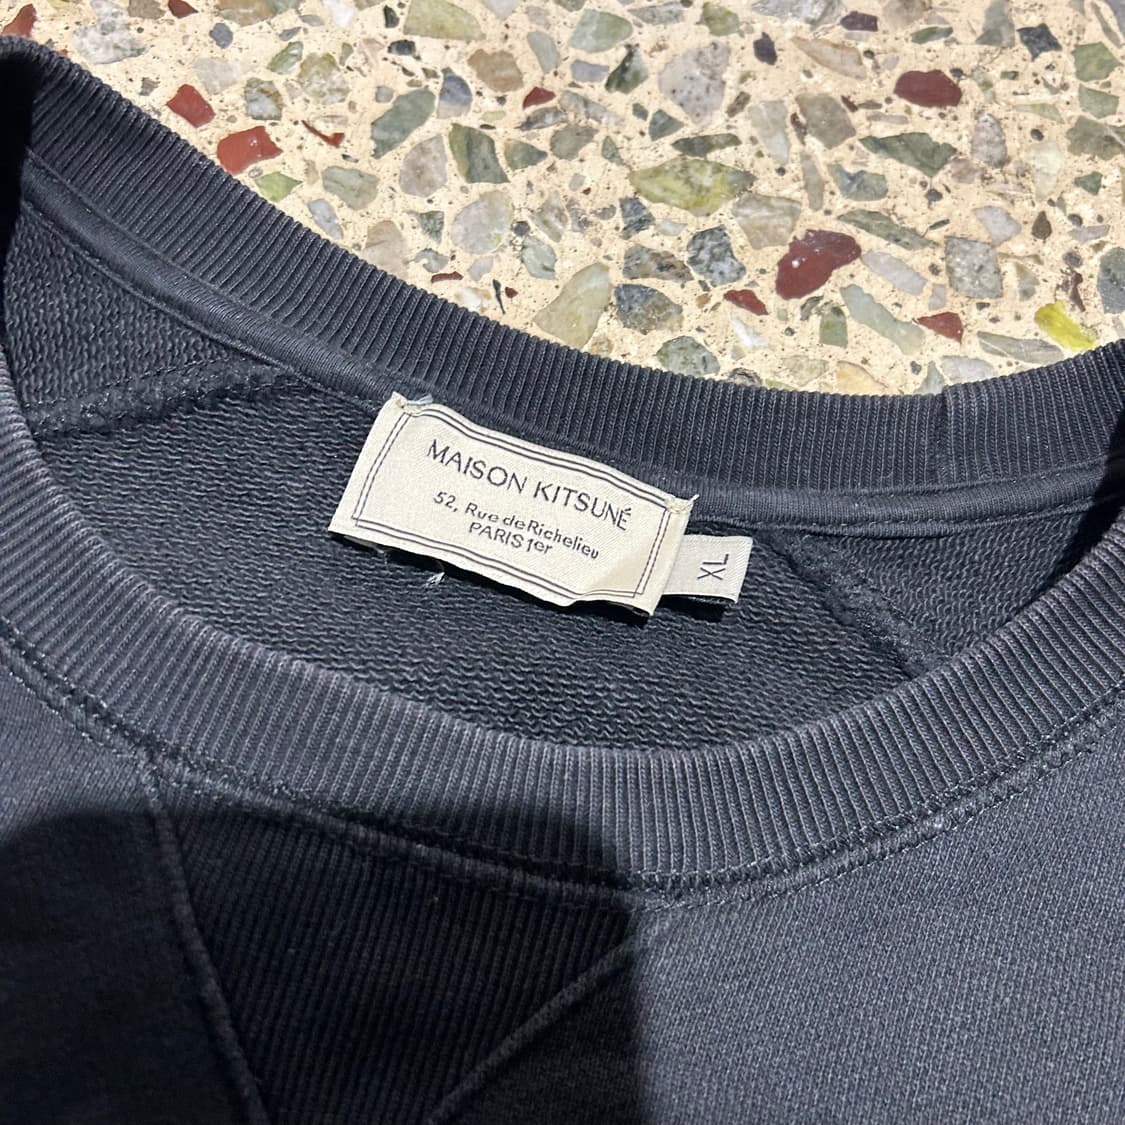 MAISON KITSUNÉ
52, Rue de Richelieu
PARIS 1er
XL